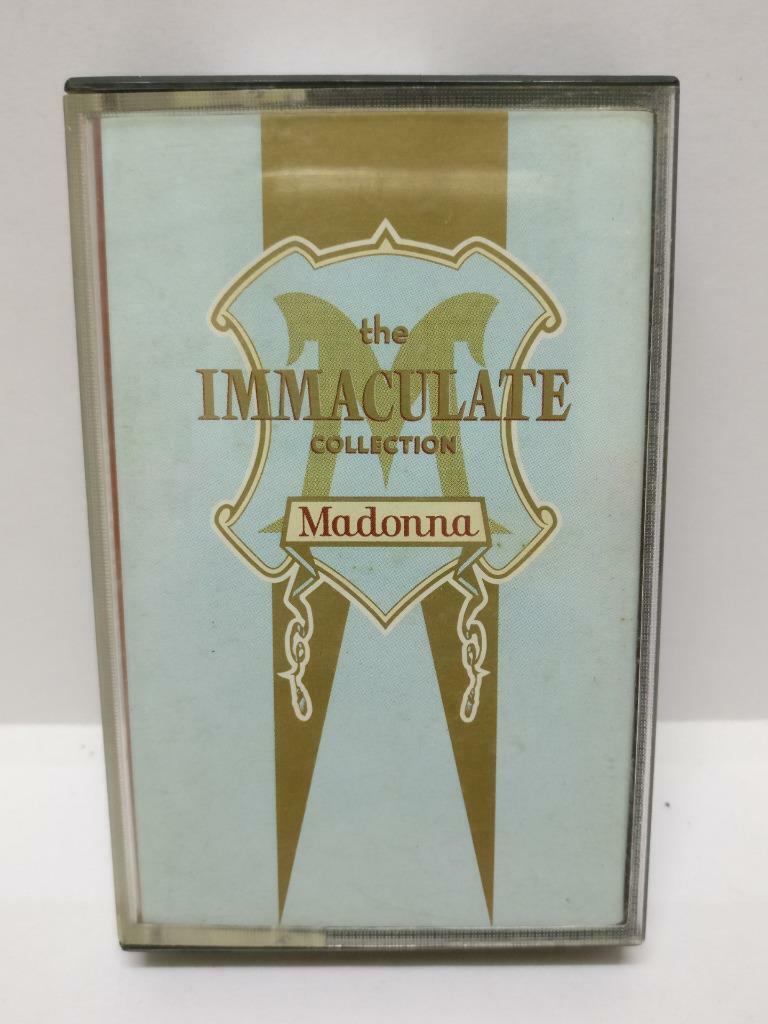 the
IMMACULATE
COLLECTION
Madonna